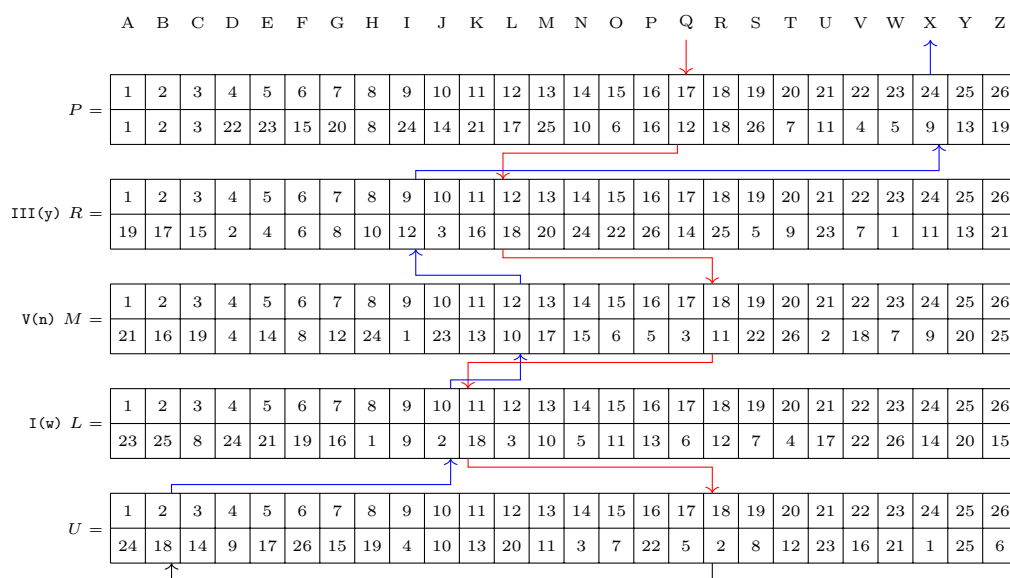 A B C D E F G H I J K L M N O P Q R S T U V W X Y Z
1 2 3 4 5 6 7 8 9 10 11 12 13 14 15 16 17 18 19 20 21 22 23 24 25 26
P =
1 2 3 22 23 15 20 8 24 14 21 17 25 10 6 16 12 18 26 7 11 4 5 9 13 19
1 2 3 4 5 6 7 8 9 10 11 12 13 14 15 16 17 18 19 20 21 22 23 24 25 26
III(y) R =
19 17 15 2 4 6 8 10 12 3 16 18 20 24 22 26 14 25 5 9 23 7 1 11 13 21
1 2 3 4 5 6 7 8 9 10 11 12 13 14 15 16 17 18 19 20 21 22 23 24 25 26
V(n) M =
21 16 19 4 14 8 12 24 1 23 13 10 17 15 6 5 3 11 22 26 2 18 7 9 20 25
1 2 3 4 5 6 7 8 9 10 11 12 13 14 15 16 17 18 19 20 21 22 23 24 25 26
I(w) L =
23 25 8 24 21 19 16 1 9 2 18 3 10 5 11 13 6 12 7 4 17 22 26 14 20 15
1 2 3 4 5 6 7 8 9 10 11 12 13 14 15 16 17 18 19 20 21 22 23 24 25 26
U =
24 18 14 9 17 26 15 19 4 10 13 20 11 3 7 22 5 2 8 12 23 16 21 1 25 6